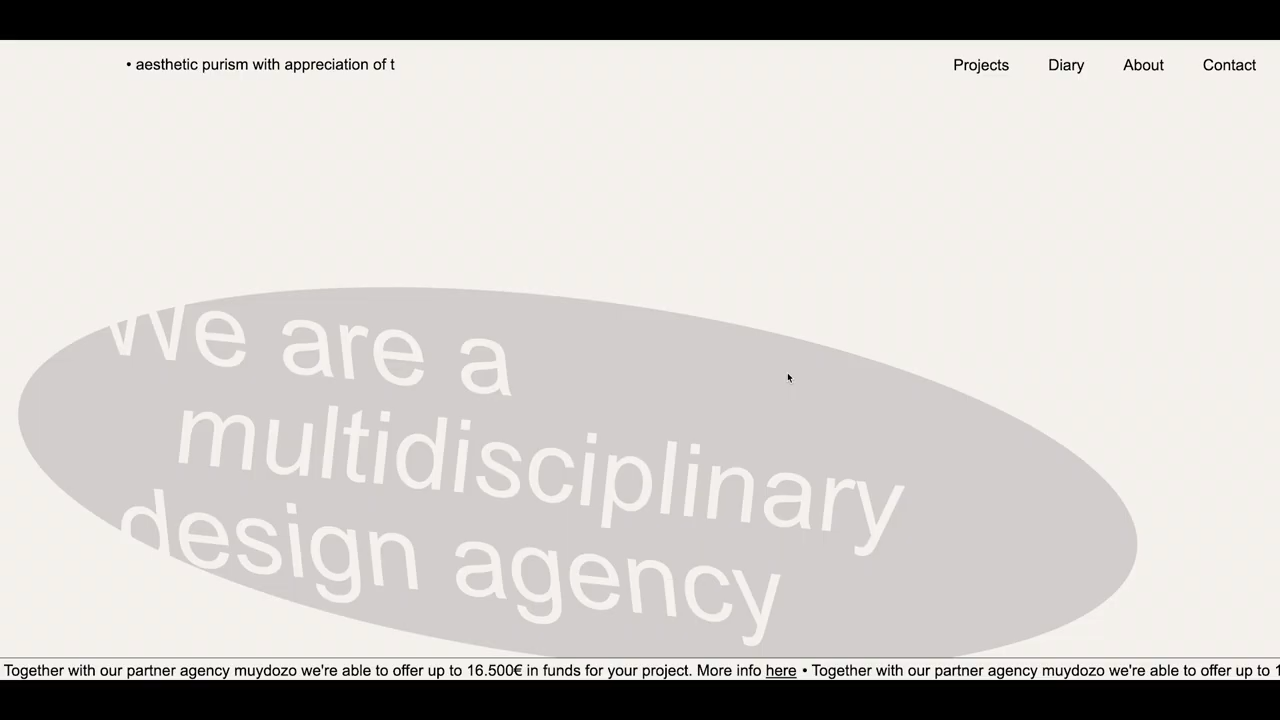 • aesthetic purism with appreciation of t
Projects Diary About Contact
We are a
multidisciplinary
design agency
Together with our partner agency muydozo we're able to offer up to 16.500€ in funds for your project. More info here • Together with our partner agency muydozo we're able to offer up to 1